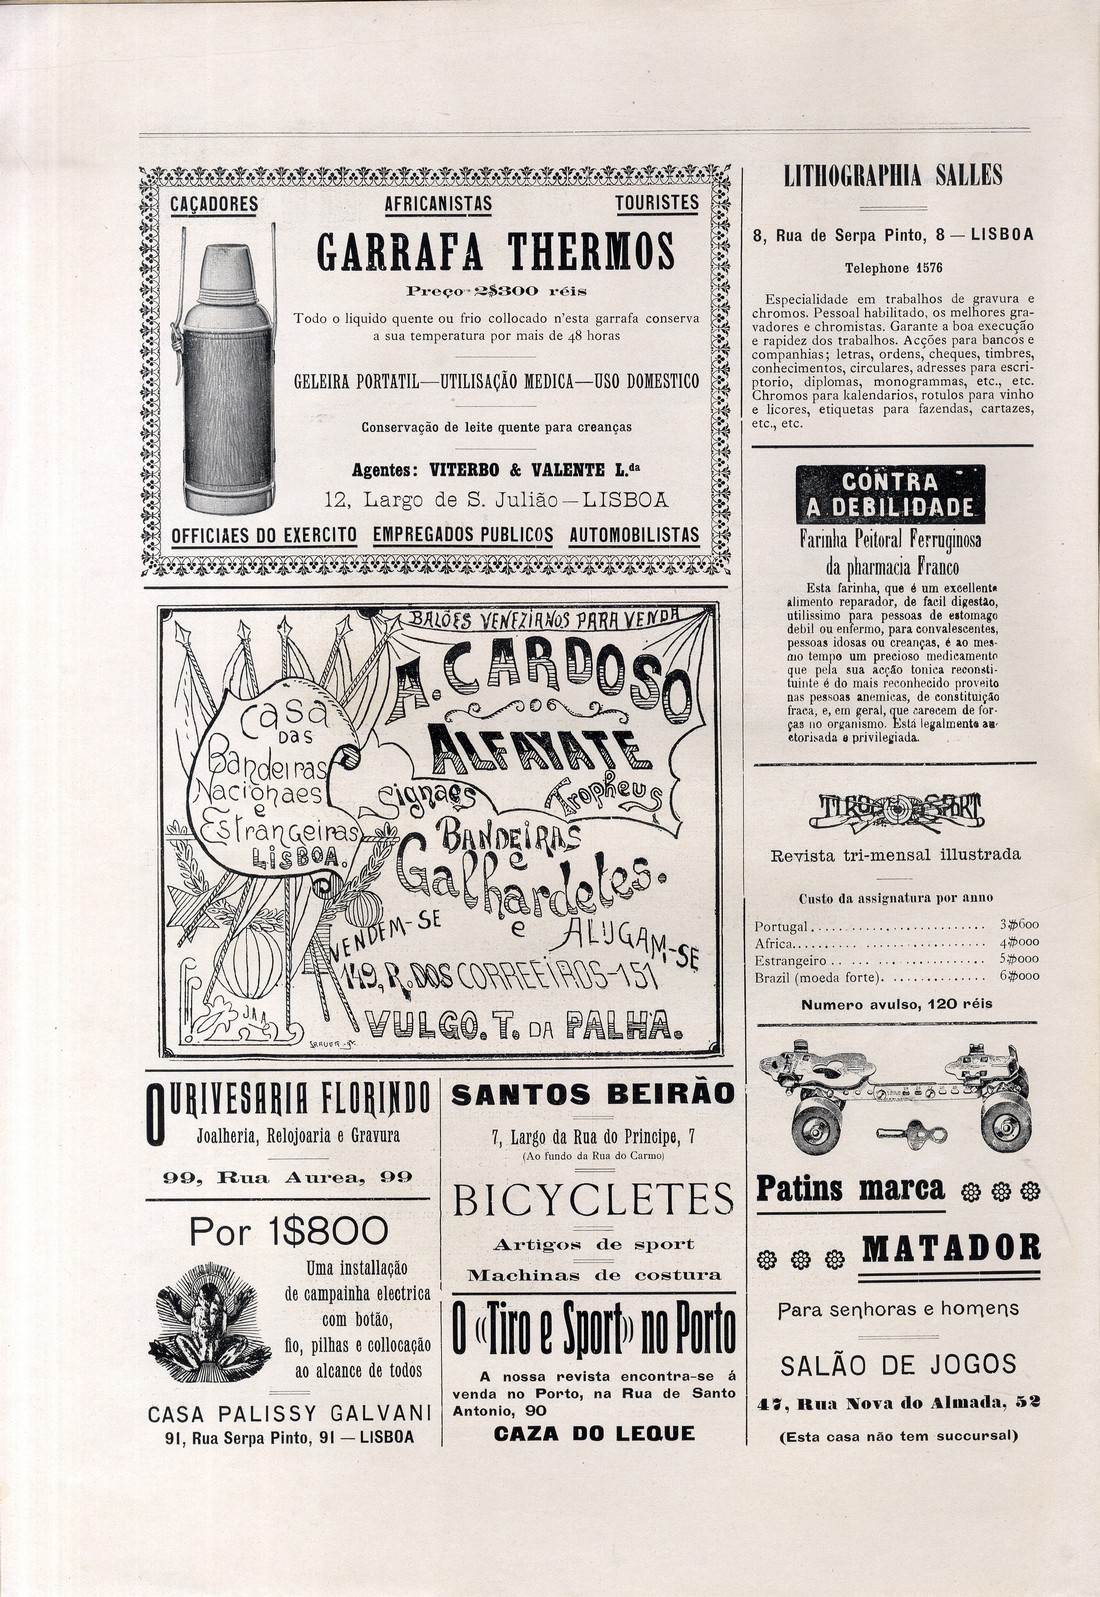 CAÇADORES AFRICANISTAS TOURISTES
GARRAFA THERMOS
Preço 2$300 réis
Todo o liquido quente ou frio collocado n'esta garrafa conserva
a sua temperatura por mais de 48 horas
GELEIRA PORTATIL—UTILISAÇÃO MEDICA—USO DOMESTICO
Conservação de leite quente para creanças
Agentes: VITERBO & VALENTE L.da
12, Largo de S. Julião—LISBOA
OFFICIAES DO EXERCITO EMPREGADOS PUBLICOS AUTOMOBILISTAS
BALÕES VENEZIANOS PARA VENDA
A. CARDOSO
ALFAYATE
Casa
DAS
Bandeiras
Nacionaes
e
Estrangeiras
LISBOA.
Signaes Tropheus
BANDEIRAS
e
Galhardetes.
VENDEM-SE
e
ALUGAM-SE
149, R. DOS CORREEIROS-151
J.A.A.
VULGO. T. DA PALHA.
OURIVESARIA FLORINDO
Joalheria, Relojoaria e Gravura
99, Rua Aurea, 99
Por 1$800
Uma installação
de campainha electrica
com botão,
fio, pilhas e collocação
ao alcance de todos
CASA PALISSY GALVANI
91, Rua Serpa Pinto, 91 — LISBOA
SANTOS BEIRÃO
7, Largo da Rua do Principe, 7
(Ao fundo da Rua do Carmo)
BICYCLETES
Artigos de sport
Machinas de costura
O «Tiro e Sport» no Porto
A nossa revista encontra-se á
venda no Porto, na Rua de Santo
Antonio, 90
CAZA DO LEQUE
LITHOGRAPHIA SALLES
8, Rua de Serpa Pinto, 8 — LISBOA
Telephone 1576
Especialidade em trabalhos de gravura e
chromos. Pessoal habilitado, os melhores gra-
vadores e chromistas. Garante a boa execução
e rapidez dos trabalhos. Acções para bancos e
companhias; letras, ordens, cheques, timbres,
conhecimentos, circulares, adresses para escri-
ptorio, diplomas, monogrammas, etc., etc.
Chromos para kalendarios, rotulos para vinho
e licores, etiquetas para fazendas, cartazes,
etc., etc.
CONTRA
A DEBILIDADE
Farinha Peitoral Ferruginosa
da pharmacia Franco
Esta farinha, que é um excellente
alimento reparador, de facil digestão,
utilissimo para pessoas de estomago
debil ou enfermo, para convalescentes,
pessoas idosas ou creanças, é ao mes-
mo tempo um precioso medicamento
que pela sua acção tonica reconsti-
tuinte é do mais reconhecido proveito
nas pessoas anemicas, de constituição
fraca, e, em geral, que carecem de for-
ças no organismo. Está legalmente au-
ctorisada e privilegiada.
TIRO E SPORT
Revista tri-mensal illustrada
Custo da assignatura por anno
Portugal 3$600
Africa 4$000
Estrangeiro 5$000
Brazil (moeda forte). 6$000
Numero avulso, 120 réis
Patins marca
MATADOR
Para senhoras e homens
SALÃO DE JOGOS
47, Rua Nova do Almada, 52
(Esta casa não tem succursal)